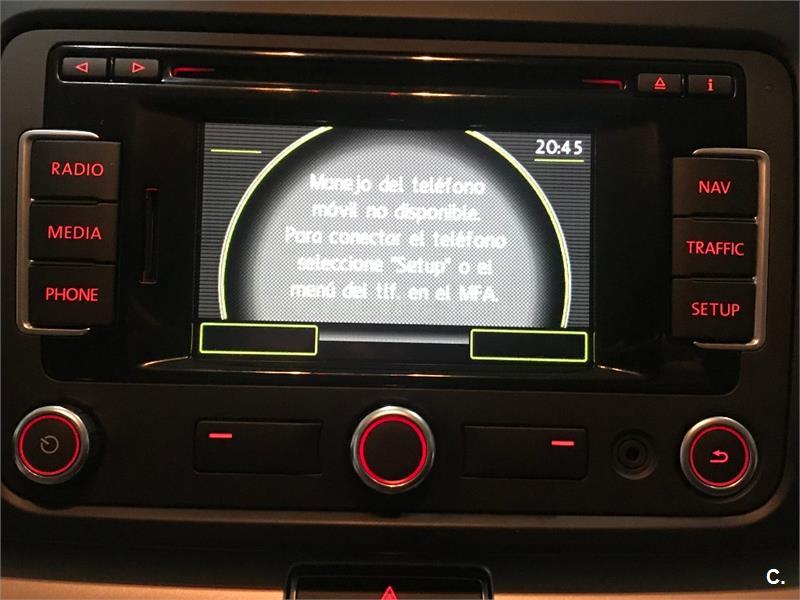 RADIO
MEDIA
PHONE
20:45
Manejo del teléfono
móvil no disponible.
Para conectar el teléfono
seleccione "Setup" o el
menú del tlf. en el MFA.
NAV
TRAFFIC
SETUP
i
C.